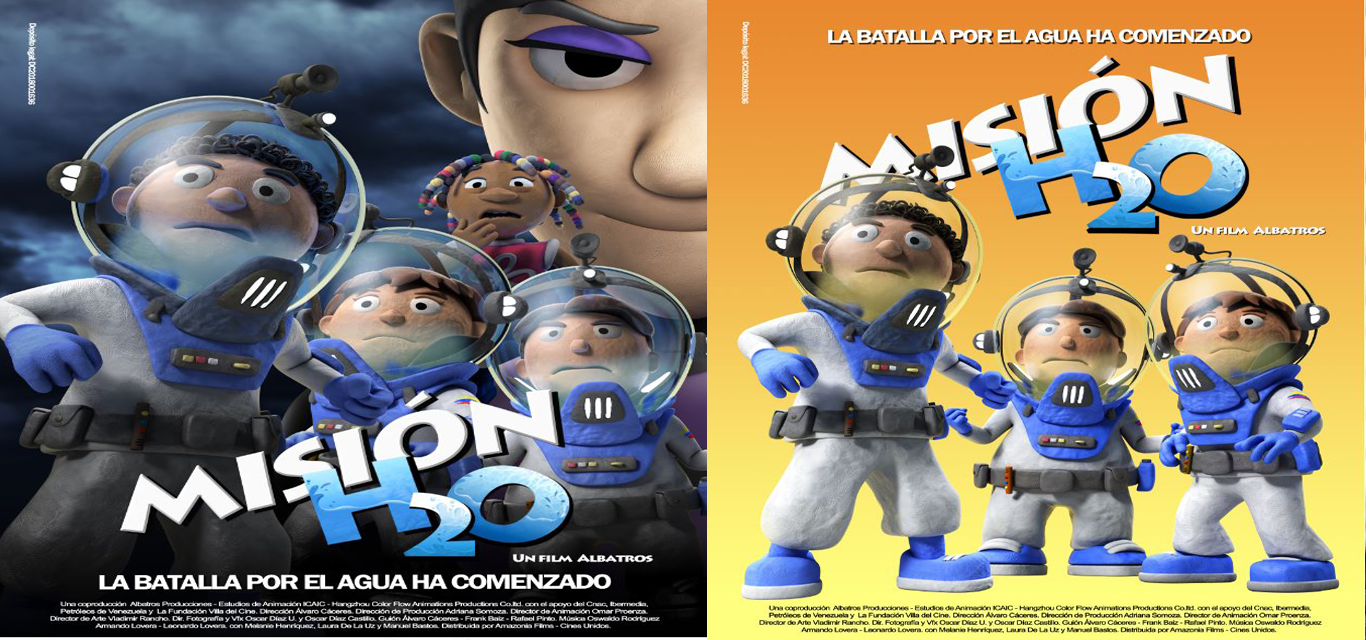 Depósito legal: DC2018001636
MISIÓN
H2O
UN FILM ALBATROS
LA BATALLA POR EL AGUA HA COMENZADO
Una coproducción Albatros Producciones - Estudios de Animación ICAIC - Hangzhou Color Flow Animations Productions Co.ltd. con el apoyo del Cnac, Ibermedia,
Petróleos de Venezuela y La Fundación Villa del Cine. Dirección Álvaro Cáceres. Dirección de Producción Adriana Somoza. Director de Animación Omar Proenza.
Director de Arte Vladimir Rancho. Dir. Fotografía y Vfx Oscar Díaz U. y Oscar Díaz Castillo. Guión Álvaro Cáceres - Frank Baiz - Rafael Pinto. Música Oswaldo Rodríguez
Armando Lovera - Leonardo Lovera. con Melanie Henríquez, Laura De La Uz y Manuel Bastos. Distribuida por Amazonia Films - Cines Unidos.
Depósito legal: DC2018001636
LA BATALLA POR EL AGUA HA COMENZADO
MISIÓN
H2O
UN FILM ALBATROS
Una coproducción Albatros Producciones - Estudios de Animación ICAIC - Hangzhou Color Flow Animations Productions Co.ltd. con el apoyo del Cnac, Ibermedia,
Petróleos de Venezuela y La Fundación Villa del Cine. Dirección Álvaro Cáceres. Dirección de Producción Adriana Somoza. Director de Animación Omar Proenza.
Director de Arte Vladimir Rancho. Dir. Fotografía y Vfx Oscar Díaz U. y Oscar Díaz Castillo. Guión Álvaro Cáceres - Frank Baiz - Rafael Pinto. Música Oswaldo Rodríguez
Armando Lovera - Leonardo Lovera. con Melanie Henríquez, Laura De La Uz y Manuel Bastos. Distribuida por Amazonia Films - Cines Unidos.